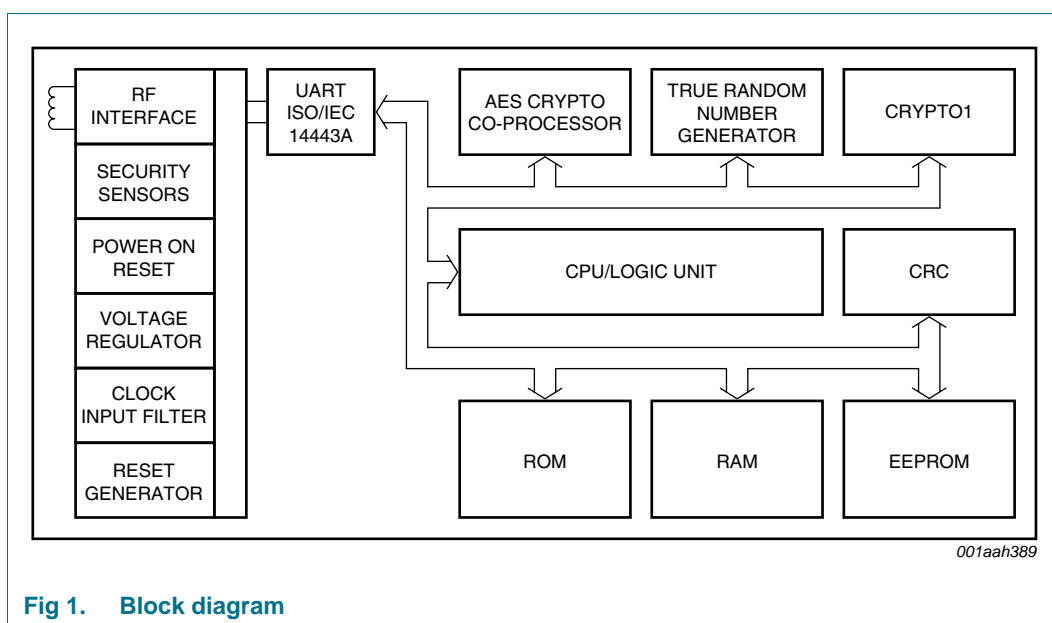 RF
INTERFACE
SECURITY
SENSORS
POWER ON
RESET
VOLTAGE
REGULATOR
CLOCK
INPUT FILTER
RESET
GENERATOR
UART
ISO/IEC
14443A
AES CRYPTO
CO-PROCESSOR
TRUE RANDOM
NUMBER
GENERATOR
CRYPTO1
CPU/LOGIC UNIT
CRC
ROM
RAM
EEPROM
001aah389
Fig 1. Block diagram